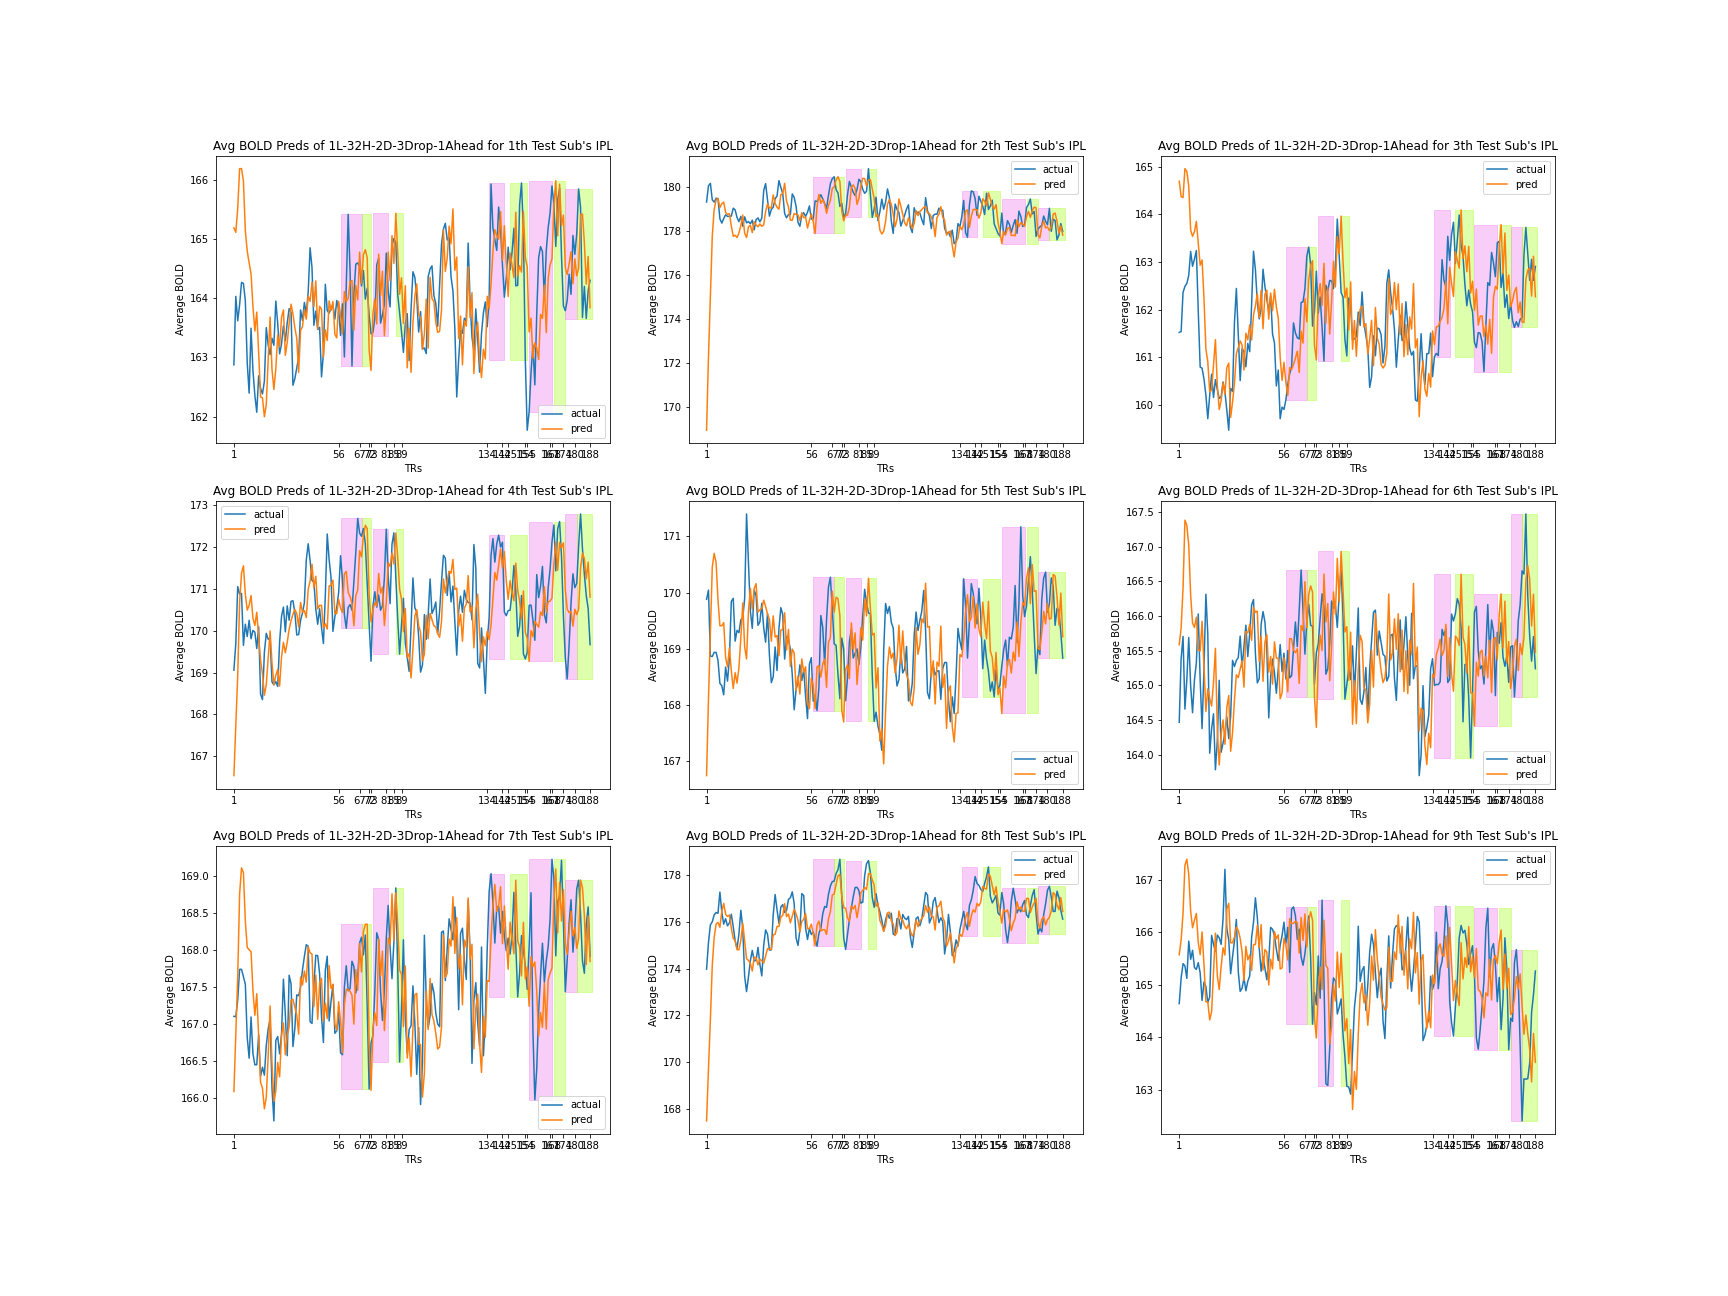 Avg BOLD Preds of 1L-32H-2D-3Drop-1Ahead for 1th Test Sub's IPL
166
165
164
163
162
Average BOLD
actual
pred
1
56
89
188
TRs
Avg BOLD Preds of 1L-32H-2D-3Drop-1Ahead for 2th Test Sub's IPL
actual
pred
180
178
176
174
172
170
Average BOLD
1
56
89
188
TRs
Avg BOLD Preds of 1L-32H-2D-3Drop-1Ahead for 3th Test Sub's IPL
actual
pred
165
164
163
162
161
160
Average BOLD
1
56
89
188
TRs
Avg BOLD Preds of 1L-32H-2D-3Drop-1Ahead for 4th Test Sub's IPL
actual
pred
173
172
171
170
169
168
167
Average BOLD
1
56
89
188
TRs
Avg BOLD Preds of 1L-32H-2D-3Drop-1Ahead for 5th Test Sub's IPL
171
170
169
168
167
Average BOLD
actual
pred
1
56
89
188
TRs
Avg BOLD Preds of 1L-32H-2D-3Drop-1Ahead for 6th Test Sub's IPL
167.5
167.0
166.5
166.0
165.5
165.0
164.5
164.0
Average BOLD
actual
pred
1
56
89
188
TRs
Avg BOLD Preds of 1L-32H-2D-3Drop-1Ahead for 7th Test Sub's IPL
169.0
168.5
168.0
167.5
167.0
166.5
166.0
Average BOLD
actual
pred
1
56
89
188
TRs
Avg BOLD Preds of 1L-32H-2D-3Drop-1Ahead for 8th Test Sub's IPL
actual
pred
178
176
174
172
170
168
Average BOLD
1
56
89
188
TRs
Avg BOLD Preds of 1L-32H-2D-3Drop-1Ahead for 9th Test Sub's IPL
actual
pred
167
166
165
164
163
Average BOLD
1
56
89
188
TRs